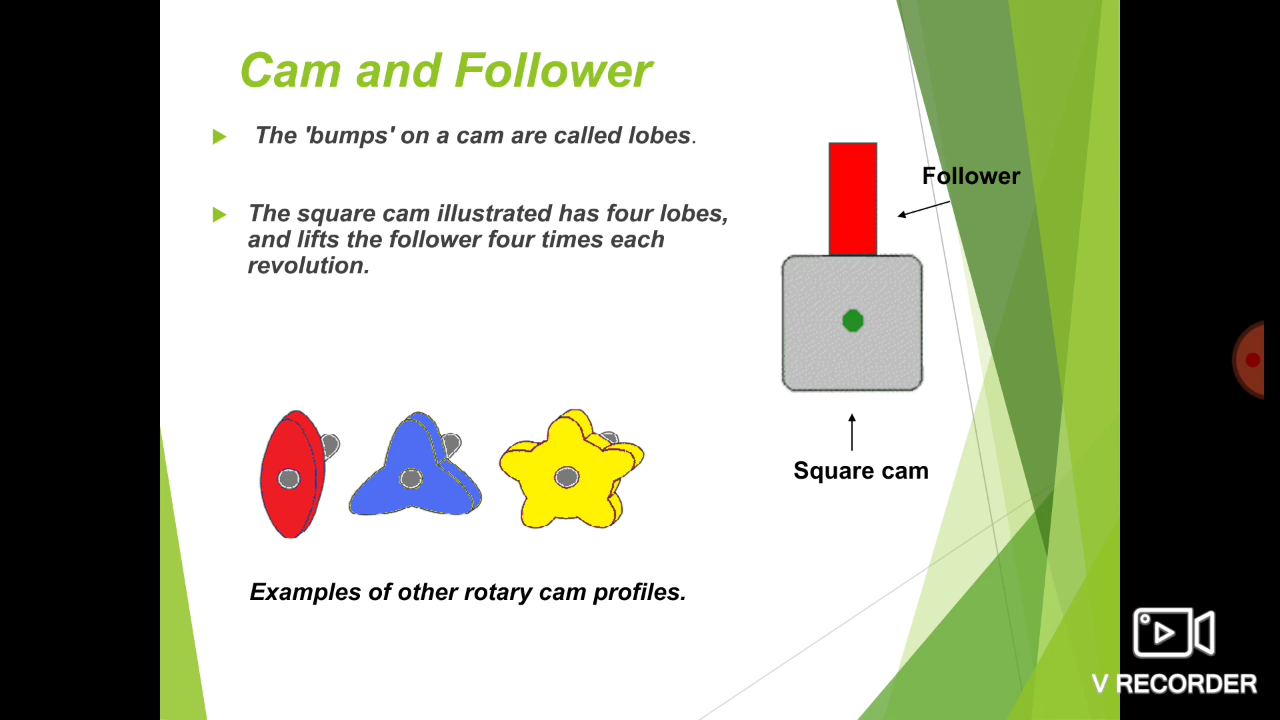 Cam and Follower
The 'bumps' on a cam are called lobes.
The square cam illustrated has four lobes,
and lifts the follower four times each
revolution.
Follower
Square cam
Examples of other rotary cam profiles.
V RECORDER